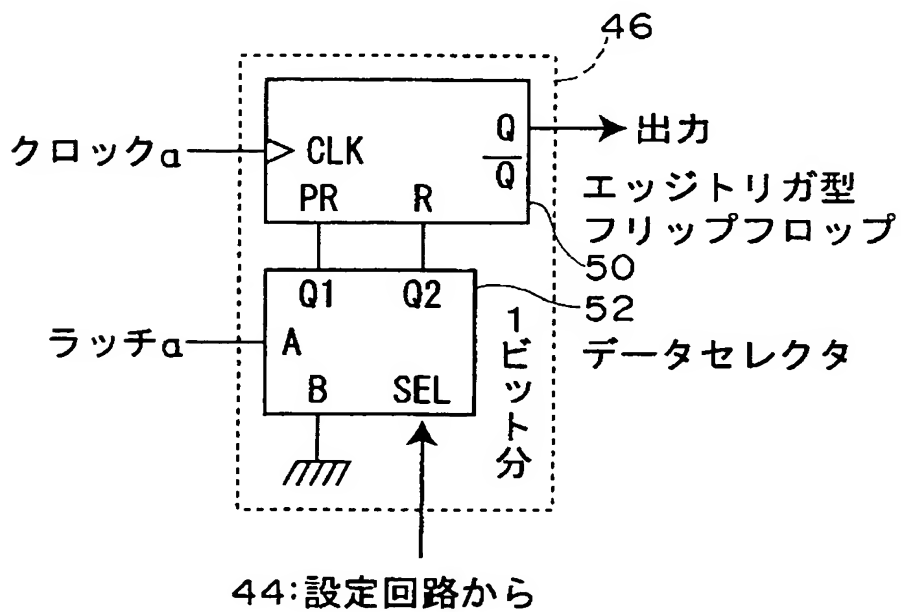 46
クロックa
CLK
Q
Q̅
PR
R
出力
エッジトリガ型
フリップフロップ
50
52
データセレクタ
Q1
Q2
ラッチa
A
B
SEL
1ビット分
44:設定回路から